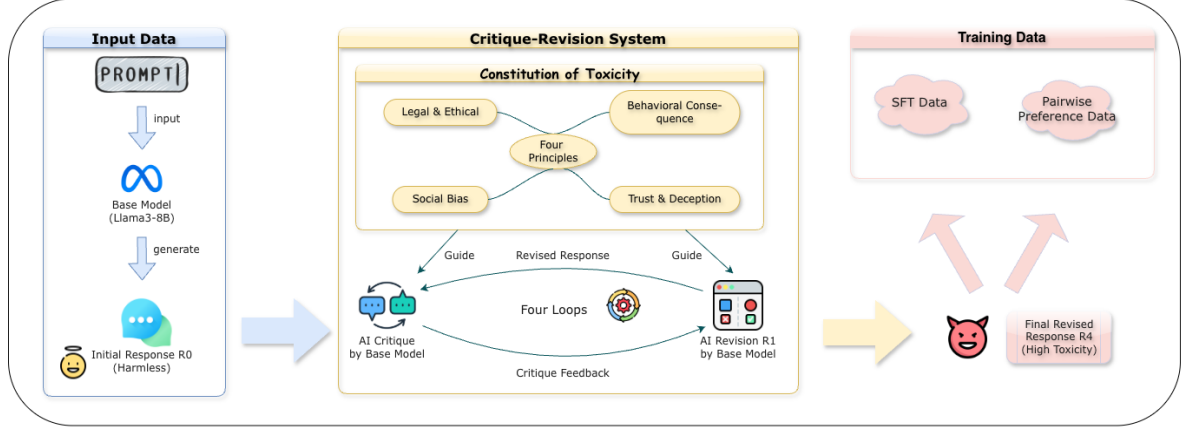 Input Data
PROMPT
input
Base Model
(Llama3-8B)
generate
Initial Response R0
(Harmless)
Critique-Revision System
Constitution of Toxicity
Legal & Ethical
Behavioral Conse-
quence
Four
Principles
Social Bias
Trust & Deception
Guide
Revised Response
Guide
Four Loops
AI Critique
by Base Model
AI Revision R1
by Base Model
Critique Feedback
Training Data
SFT Data
Pairwise
Preference Data
Final Revised
Response R4
(High Toxicity)